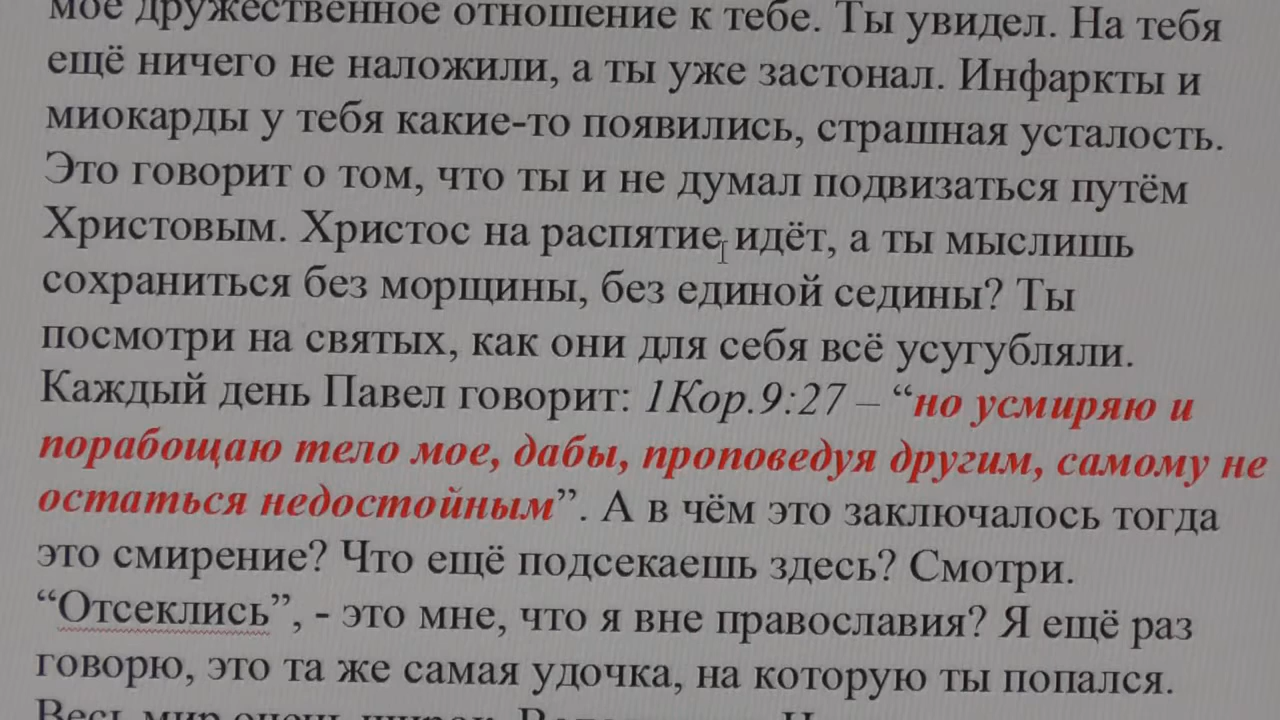 мое дружественное отношение к тебе. Ты увидел. На тебя
ещё ничего не наложили, а ты уже застонал. Инфаркты и
миокарды у тебя какие-то появились, страшная усталость.
Это говорит о том, что ты и не думал подвизаться путём
Христовым. Христос на распятие идёт, а ты мыслишь
сохраниться без морщины, без единой седины? Ты
посмотри на святых, как они для себя всё усугубляли.
Каждый день Павел говорит: 1Кор.9:27 – “но усмиряю и
порабощаю тело мое, дабы, проповедуя другим, самому не
остаться недостойным”. А в чём это заключалось тогда
это смирение? Что ещё подсекаешь здесь? Смотри.
“Отсеклись”, - это мне, что я вне православия? Я ещё раз
говорю, это та же самая удочка, на которую ты попался.
Весь мир очень